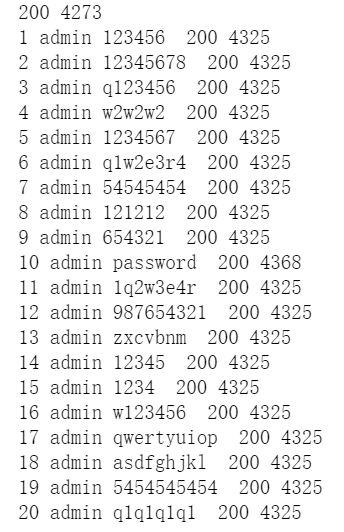 200 4273
1 admin 123456  200 4325
2 admin 12345678  200 4325
3 admin q123456  200 4325
4 admin w2w2w2  200 4325
5 admin 1234567  200 4325
6 admin q1w2e3r4  200 4325
7 admin 54545454  200 4325
8 admin 121212  200 4325
9 admin 654321  200 4325
10 admin password  200 4368
11 admin 1q2w3e4r  200 4325
12 admin 987654321  200 4325
13 admin zxcvbnm  200 4325
14 admin 12345  200 4325
15 admin 1234  200 4325
16 admin w123456  200 4325
17 admin qwertyuiop  200 4325
18 admin asdfghjkl  200 4325
19 admin 5454545454  200 4325
20 admin q1q1q1q1  200 4325